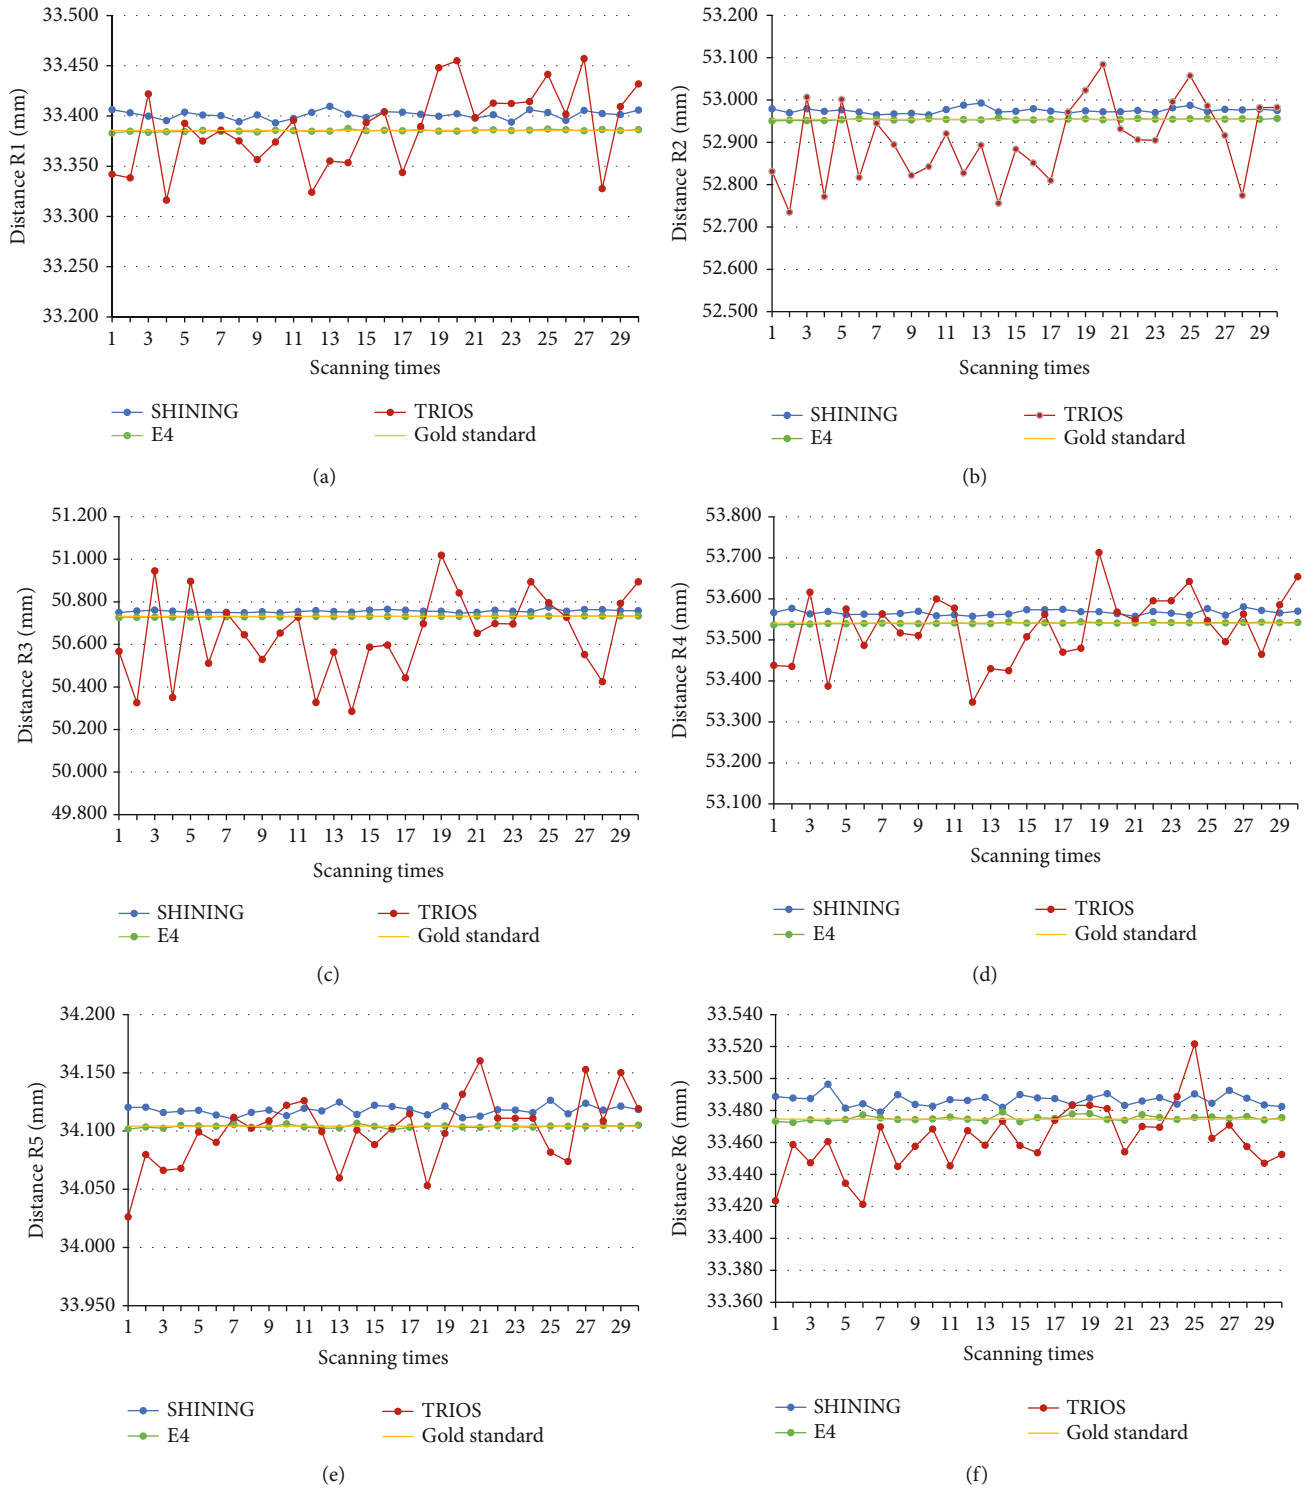 33.500
33.450
33.400
33.350
33.300
33.250
33.200
Distance R1 (mm)
1 3 5 7 9 11 13 15 17 19 21 23 25 27 29
Scanning times
SHINING TRIOS
E4 Gold standard
(a)
53.200
53.100
53.000
52.900
52.800
52.700
52.600
52.500
Distance R2 (mm)
1 3 5 7 9 11 13 15 17 19 21 23 25 27 29
Scanning times
SHINING TRIOS
E4 Gold standard
(b)
51.200
51.000
50.800
50.600
50.400
50.200
50.000
49.800
Distance R3 (mm)
1 3 5 7 9 11 13 15 17 19 21 23 25 27 29
Scanning times
SHINING TRIOS
E4 Gold standard
(c)
53.800
53.700
53.600
53.500
53.400
53.300
53.200
53.100
Distance R4 (mm)
1 3 5 7 9 11 13 15 17 19 21 23 25 27 29
Scanning times
SHINING TRIOS
E4 Gold standard
(d)
34.200
34.150
34.100
34.050
34.000
33.950
Distance R5 (mm)
1 3 5 7 9 11 13 15 17 19 21 23 25 27 29
Scanning times
SHINING TRIOS
E4 Gold standard
(e)
33.540
33.520
33.500
33.480
33.460
33.440
33.420
33.400
33.380
33.360
Distance R6 (mm)
1 3 5 7 9 11 13 15 17 19 21 23 25 27 29
Scanning times
SHINING TRIOS
E4 Gold standard
(f)